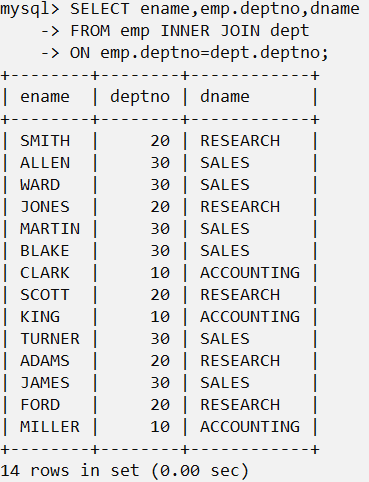 mysql> SELECT ename,emp.deptno,dname
    -> FROM emp INNER JOIN dept
    -> ON emp.deptno=dept.deptno;
+--------+--------+------------+
| ename  | deptno | dname      |
+--------+--------+------------+
| SMITH  |     20 | RESEARCH   |
| ALLEN  |     30 | SALES      |
| WARD   |     30 | SALES      |
| JONES  |     20 | RESEARCH   |
| MARTIN |     30 | SALES      |
| BLAKE  |     30 | SALES      |
| CLARK  |     10 | ACCOUNTING |
| SCOTT  |     20 | RESEARCH   |
| KING   |     10 | ACCOUNTING |
| TURNER |     30 | SALES      |
| ADAMS  |     20 | RESEARCH   |
| JAMES  |     30 | SALES      |
| FORD   |     20 | RESEARCH   |
| MILLER |     10 | ACCOUNTING |
+--------+--------+------------+
14 rows in set (0.00 sec)